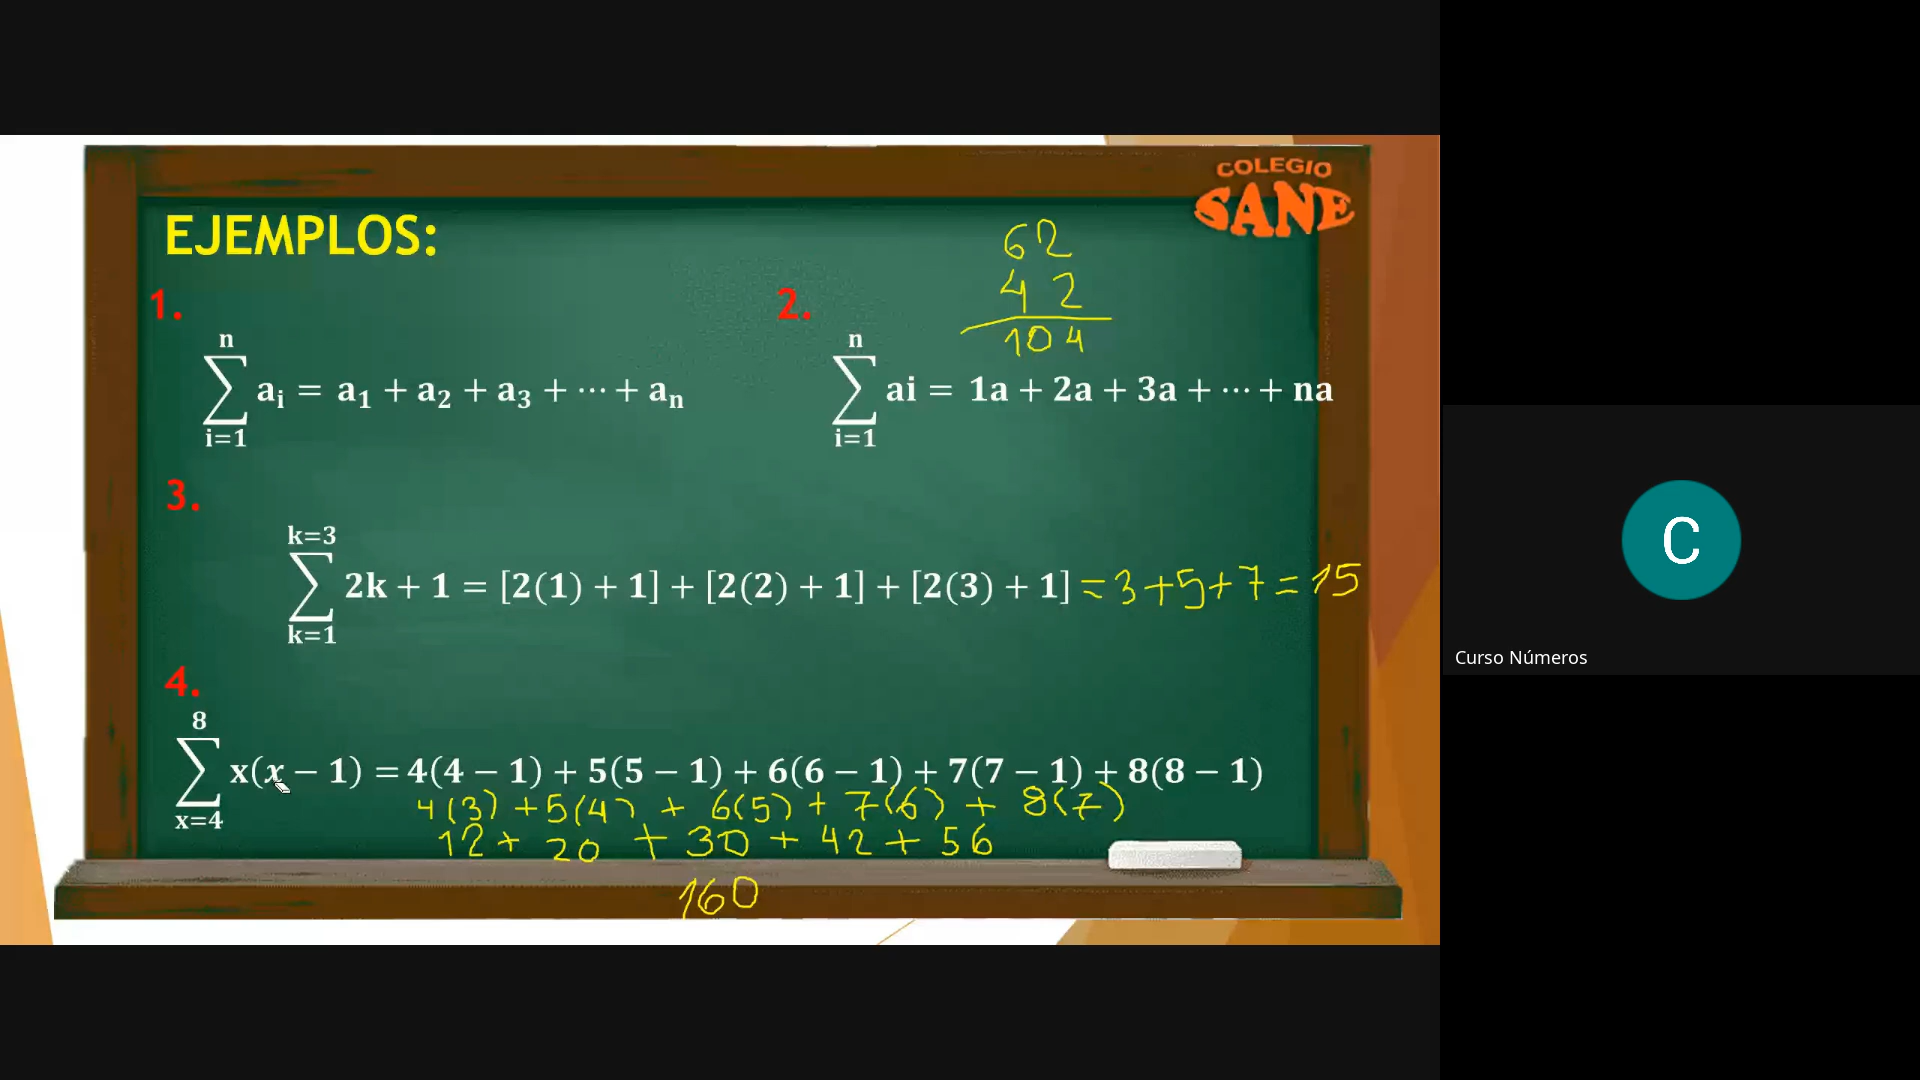 COLEGIO
SANE
EJEMPLOS:
62
42
104
1.
n
∑ aᵢ = a₁ + a₂ + a₃ + ⋯ + aₙ
i=1
2.
n
∑ ai = 1a + 2a + 3a + ⋯ + na
i=1
3.
k=3
∑ 2k + 1 = [2(1) + 1] + [2(2) + 1] + [2(3) + 1] = 3 + 5 + 7 = 15
k=1
4.
8
∑ x(x − 1) = 4(4 − 1) + 5(5 − 1) + 6(6 − 1) + 7(7 − 1) + 8(8 − 1)
x=4
4(3) + 5(4) + 6(5) + 7(6) + 8(7)
12 + 20 + 30 + 42 + 56
160
C
Curso Números